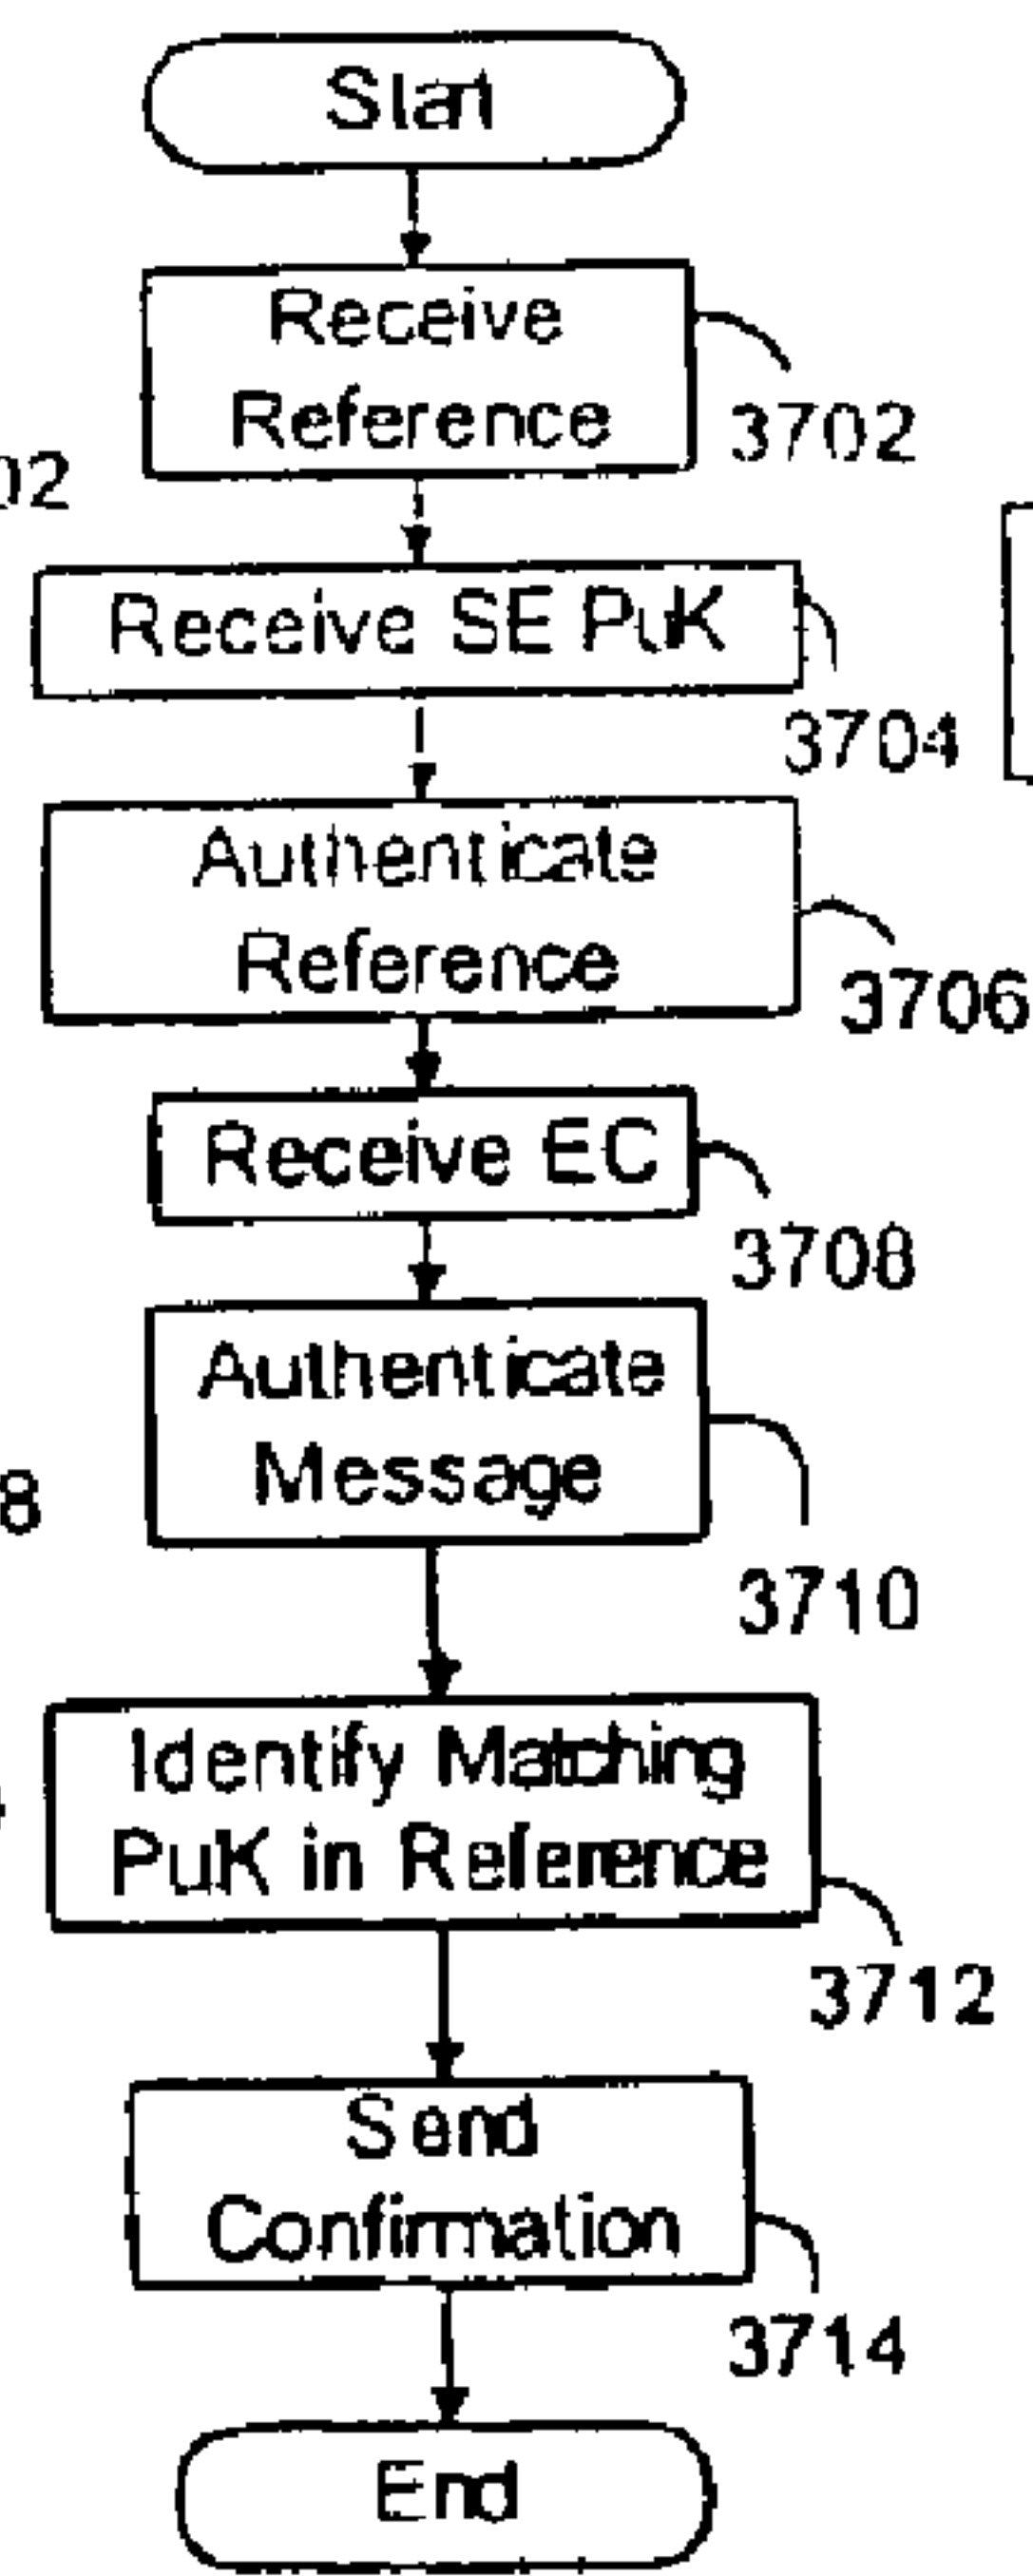 Start
Receive
Reference
3702
02
Receive SE PuK
3704
Authenticate
Reference
3706
Receive EC
3708
Authenticate
Message
8
3710
Identify Matching
PuK in Reference
3712
Send
Confirmation
3714
End